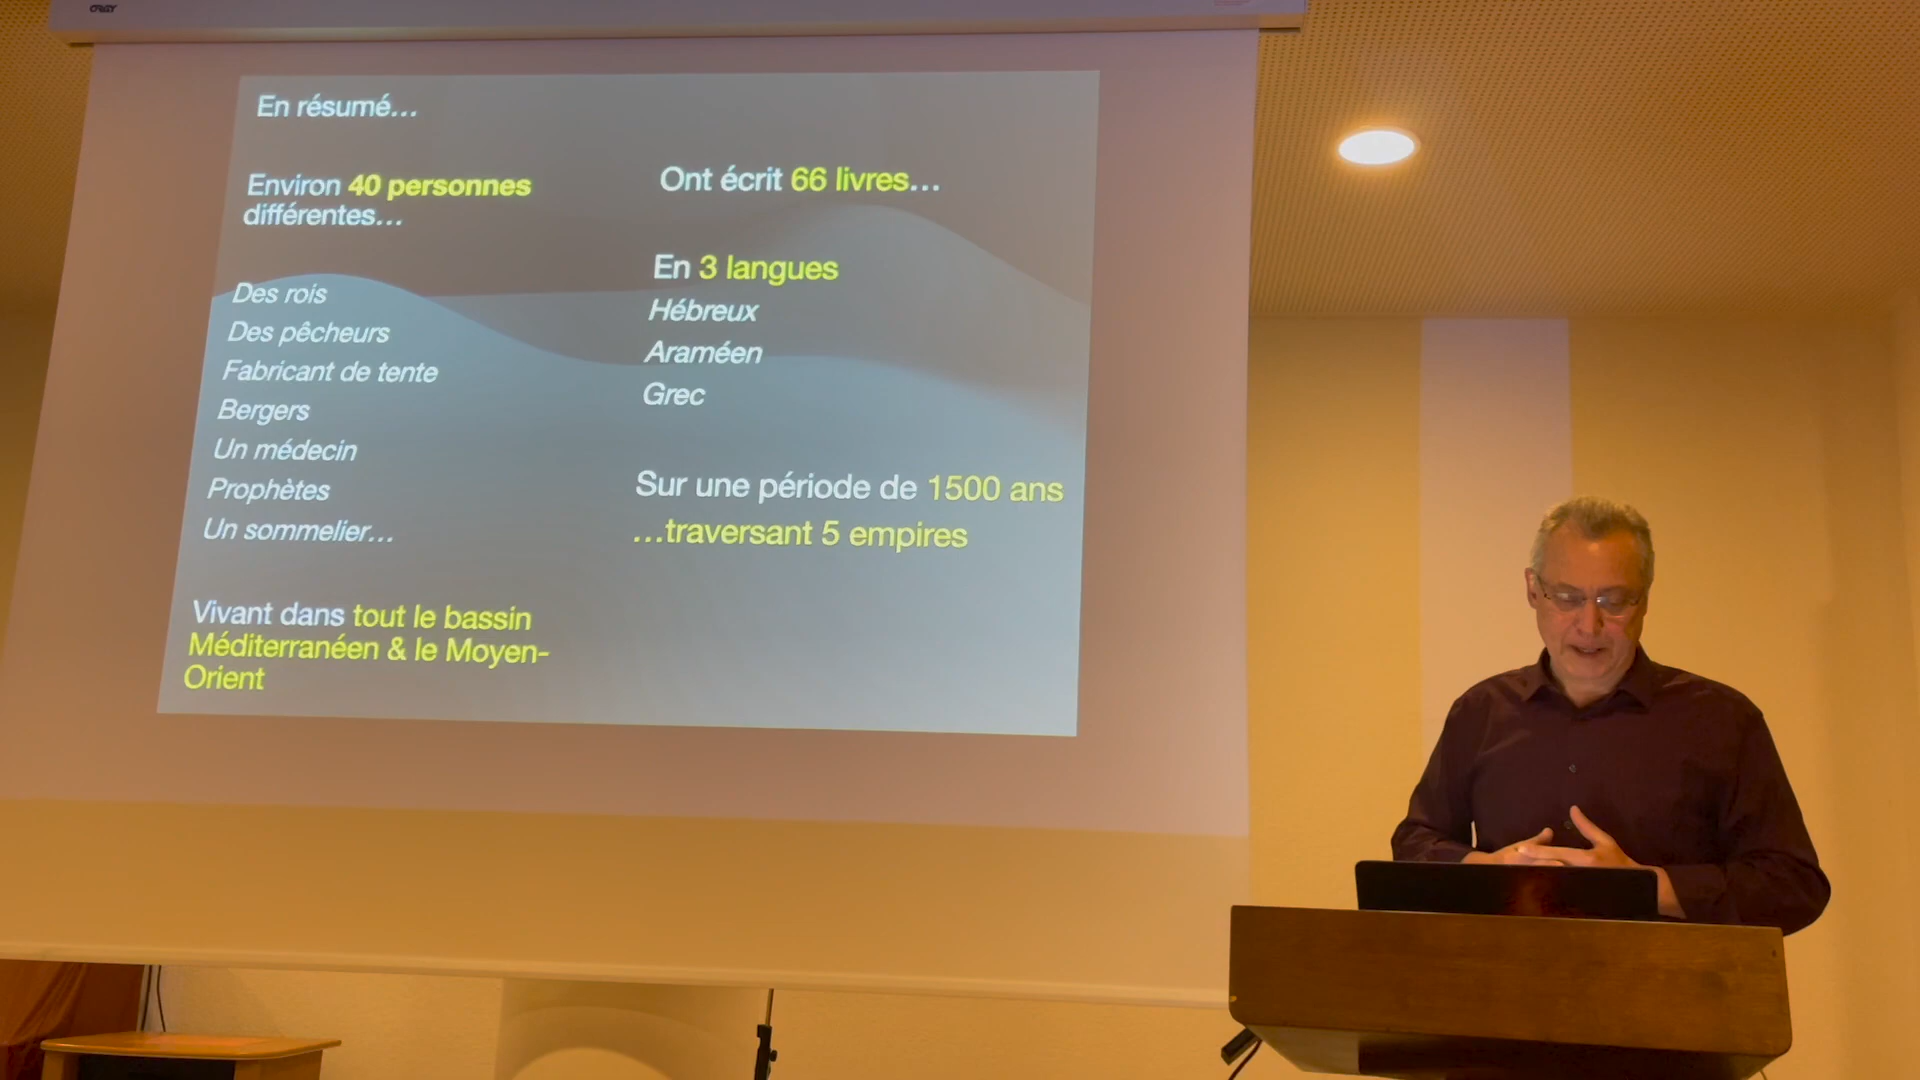 ORAY
En résumé...
Environ 40 personnes
différentes...
Des rois
Des pêcheurs
Fabricant de tente
Bergers
Un médecin
Prophètes
Un sommelier...
Vivant dans tout le bassin
Méditerranéen & le Moyen-
Orient
Ont écrit 66 livres...
En 3 langues
Hébreux
Araméen
Grec
Sur une période de 1500 ans
...traversant 5 empires